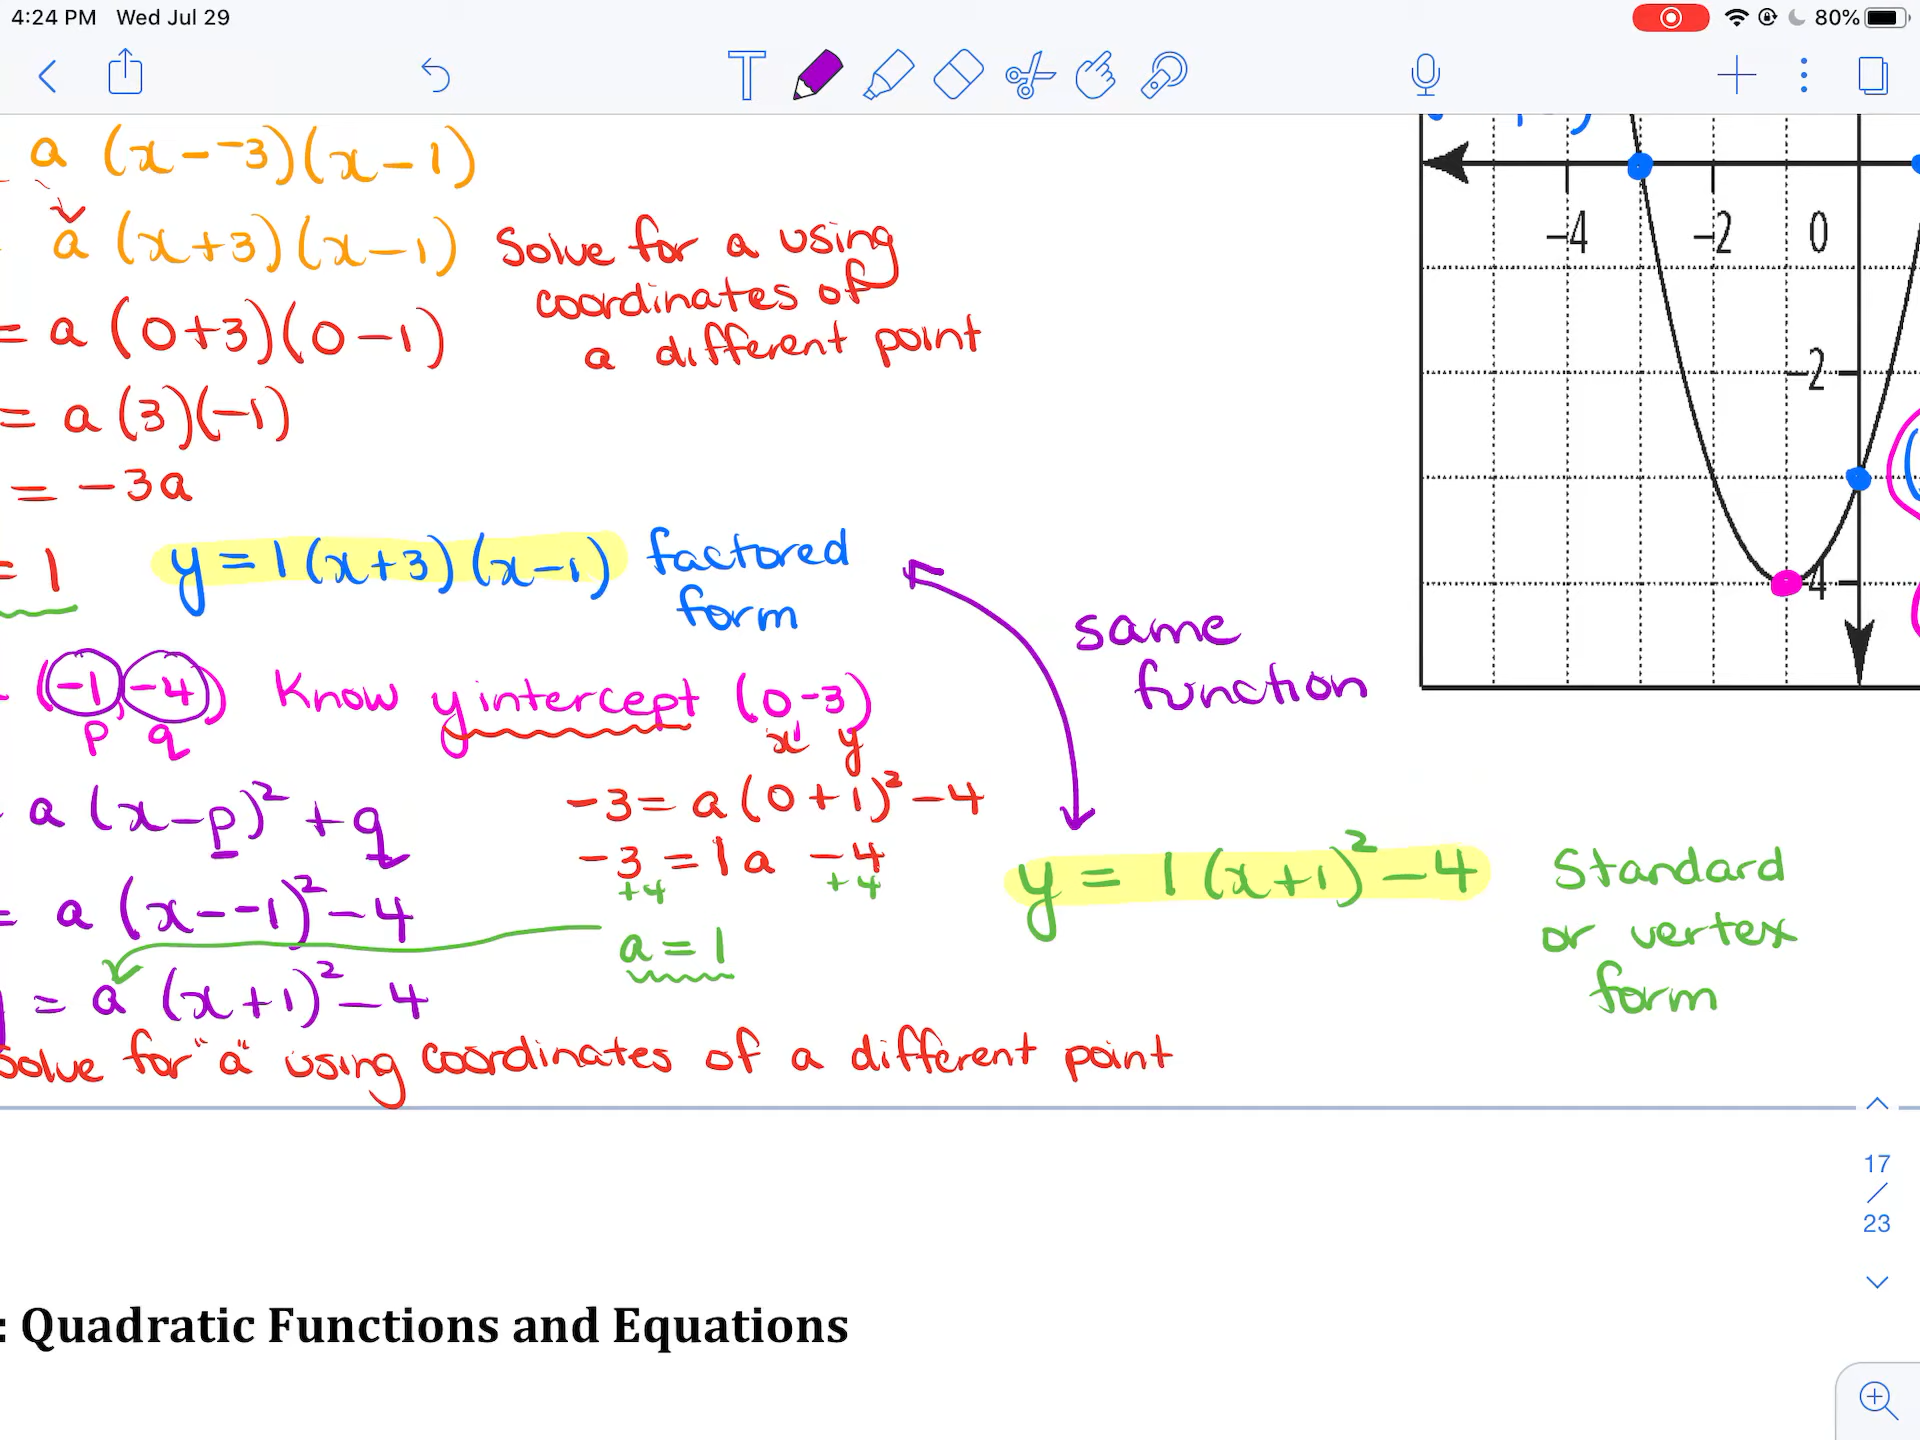 4:24 PM Wed Jul 29
80%
T
a (x--3)(x-1)
a (x+3)(x-1) Solve for a using
coordinates of
a different point
= a (0+3)(0-1)
= a (3)(-1)
= -3a
= 1 y = 1 (x+3)(x-1) factored
form
(-1, -4) Know y intercept (0, -3)
p q x y
a (x-p)² + q
= a (x--1)² - 4
= a (x+1)² - 4
-3 = a (0+1)² - 4
-3 = 1a - 4
+4 +4
a = 1
same
function
y = 1 (x+1)² - 4 Standard
or vertex
form
Solve for "a" using coordinates of a different point
-4 -2 0
-2
-4
17
/
23
: Quadratic Functions and Equations